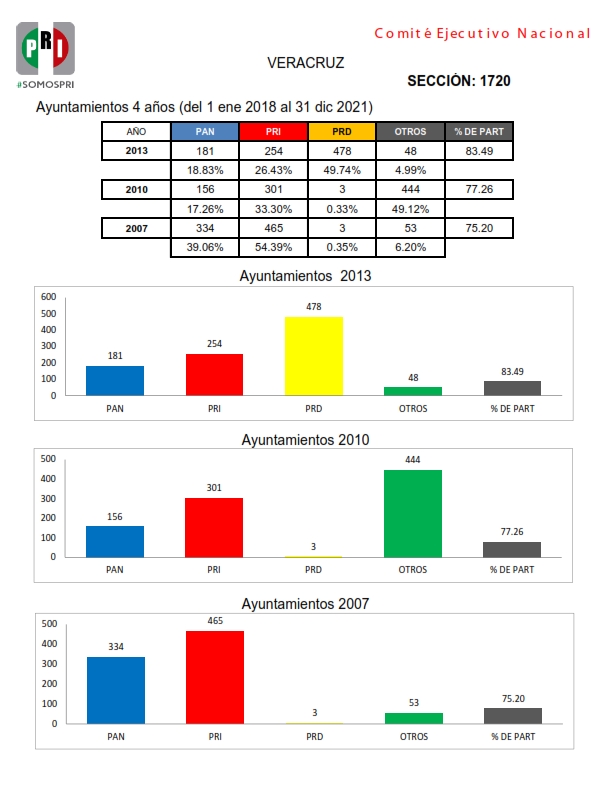 PRI
#SOMOSPRI
Comité Ejecutivo Nacional
VERACRUZ
SECCIÓN: 1720
Ayuntamientos 4 años (del 1 ene 2018 al 31 dic 2021)
AÑO PAN PRI PRD OTROS % DE PART
2013 181 254 478 48 83.49
18.83% 26.43% 49.74% 4.99%
2010 156 301 3 444 77.26
17.26% 33.30% 0.33% 49.12%
2007 334 465 3 53 75.20
39.06% 54.39% 0.35% 6.20%
Ayuntamientos 2013
600
500
400
300
200
100
0
181 254 478 48 83.49
PAN PRI PRD OTROS % DE PART
Ayuntamientos 2010
500
400
300
200
100
0
156 301 3 444 77.26
PAN PRI PRD OTROS % DE PART
Ayuntamientos 2007
500
400
300
200
100
0
334 465 3 53 75.20
PAN PRI PRD OTROS % DE PART